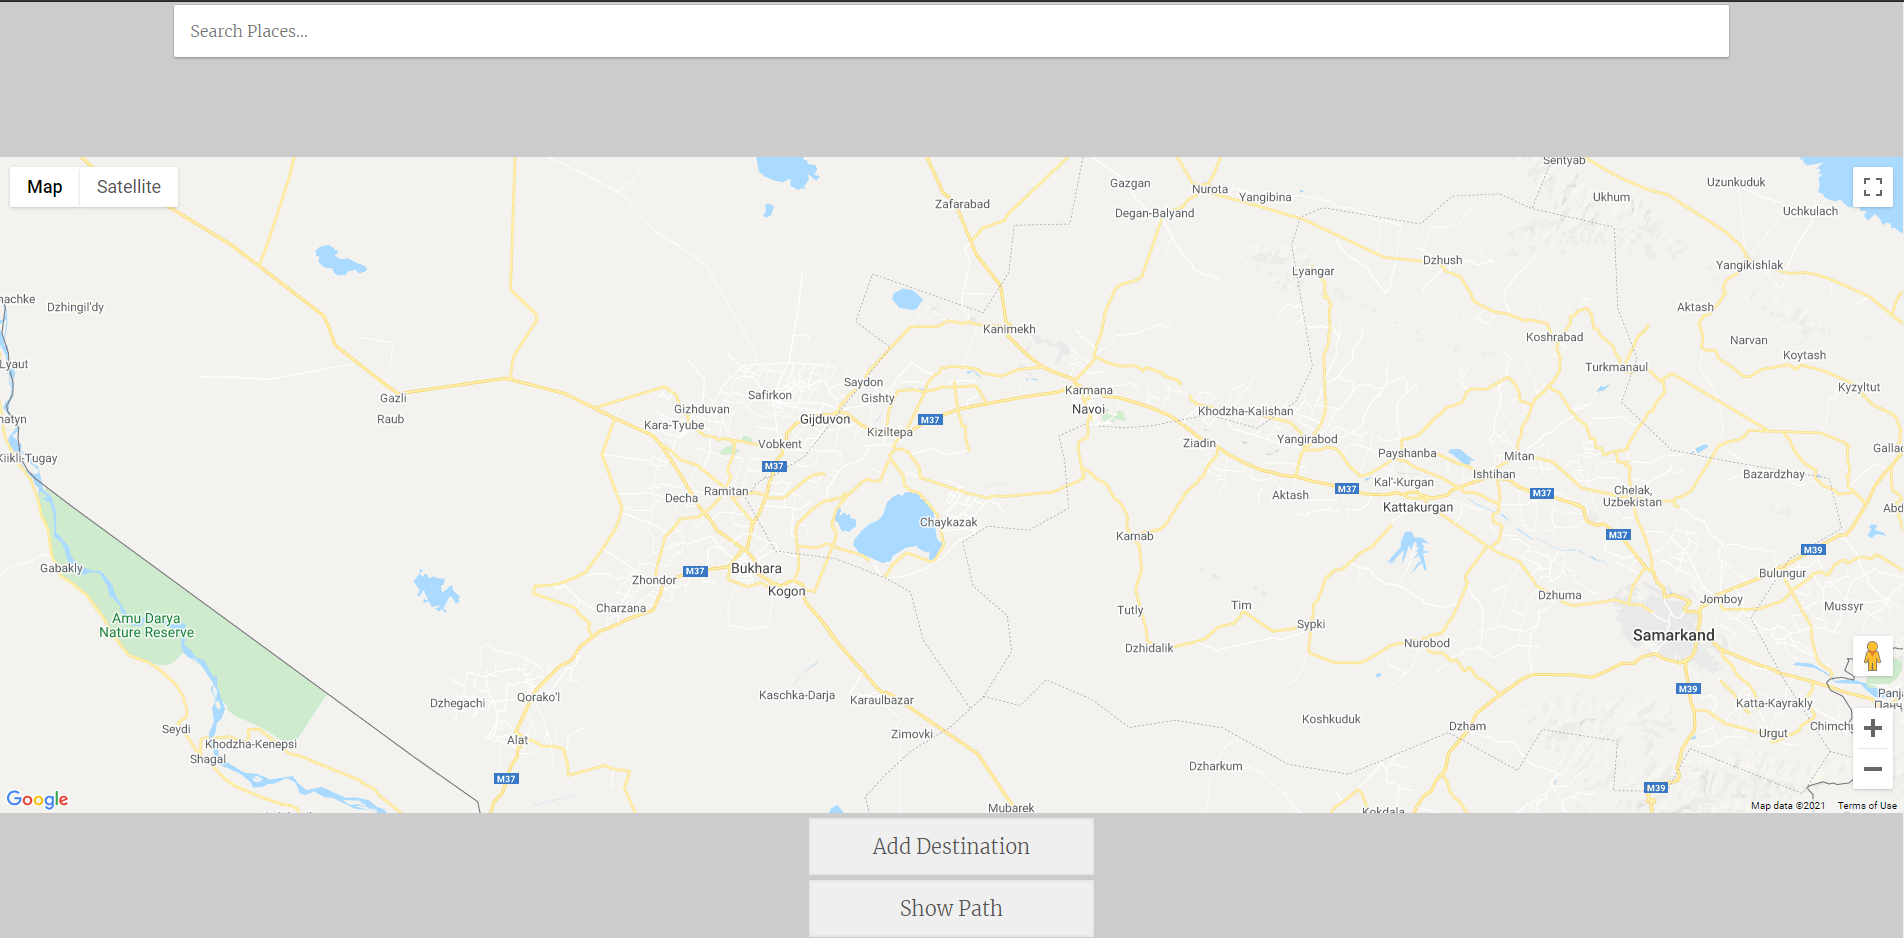 Search Places...
Map
Satellite
Sentyab
Gazgan
Nurota
Yangibina
Uzunkuduk
Ukhum
Zafarabad
Degan-Balyand
Uchkulach
Dzhush
Yangikishlak
Lyangar
nachke
Dzhingil'dy
Aktash
Kanimekh
Koshrabad
Narvan
Koytash
Lyaut
Turkmanaul
Saydon
Kyzyltut
Gazli
Safirkon
Gishty
Karmana
Raub
Gizhduvan
Gijduvon
M37
Navoi
Khodzha-Kalishan
natyn
Kara-Tyube
Kiziltepa
Vobkent
Ziadin
Yangirabod
Gallac
Kiikli-Tugay
M37
Payshanba
Mitan
Ishtihan
Bazardzhay
Decha
Ramitan
Aktash
M37
Kal'-Kurgan
M37
Chelak,
Uzbekistan
Kattakurgan
Abd
Chaykazak
Karnab
M37
M39
Gabakly
Zhondor
M37
Bukhara
Kogon
Bulungur
Charzana
Tutly
Tim
Dzhuma
Jomboy
Mussyr
Amu Darya
Nature Reserve
Sypki
Samarkand
Dzhidalik
Nurobod
Dzhegachi
Qorako'l
Kaschka-Darja
Karaulbazar
M39
Panja
Панч
Katta-Kayrakly
Koshkuduk
Seydi
Zimovki
Dzham
Chimch
Urgut
Khodzha-Kenepsi
Alat
Shagal
Dzharkum
M37
M39
Google
Mubarek
Kokdala
Map data ©2021
Terms of Use
Add Destination
Show Path